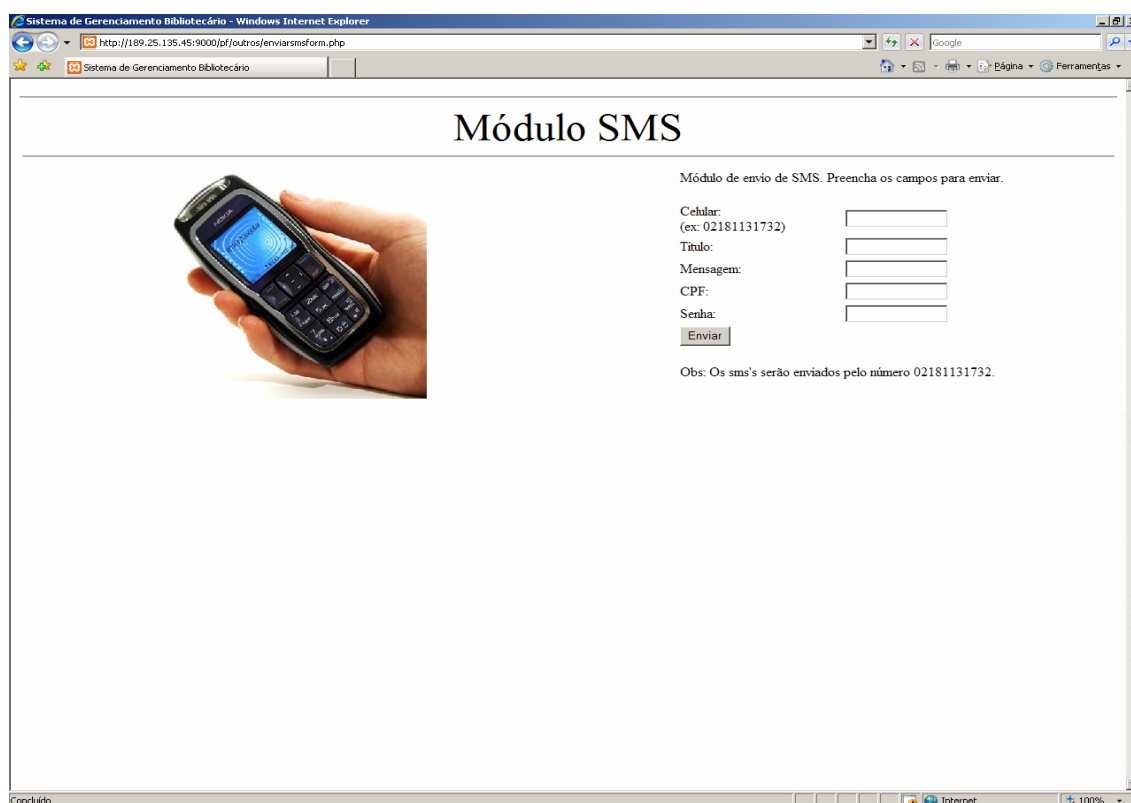 Sistema de Gerenciamento Bibliotecário - Windows Internet Explorer
http://189.25.135.45:9000/pf/outros/enviarsmsform.php
Google
Sistema de Gerenciamento Bibliotecário
Página
Ferramentas
Módulo SMS
NOKIA
Módulo de envio de SMS. Preencha os campos para enviar.
Celular:
(ex: 02181131732)
Título:
Mensagem:
CPF:
Senha:
Enviar
Obs: Os sms's serão enviados pelo número 02181131732.
Concluído
Internet
100%